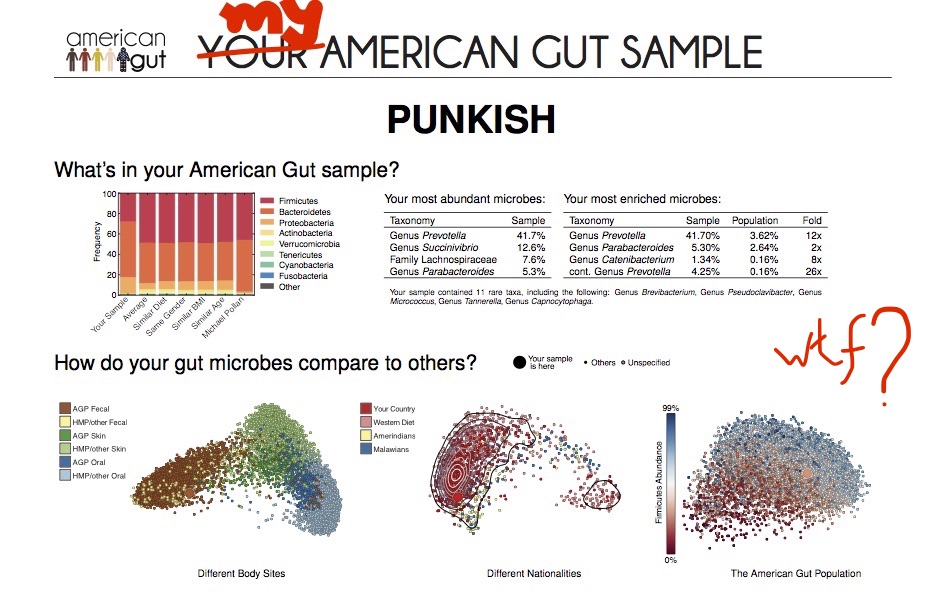 american
gut
my
YOUR AMERICAN GUT SAMPLE
PUNKISH
What's in your American Gut sample?
Frequency
100
80
60
40
20
0
Your Sample
Average
Similar Diet
Same Gender
Similar BMI
Similar Age
Michael Pollan
Firmicutes
Bacteroidetes
Proteobacteria
Actinobacteria
Verrucomicrobia
Tenericutes
Cyanobacteria
Fusobacteria
Other
Your most abundant microbes:
Taxonomy Sample
Genus Prevotella 41.7%
Genus Succinivibrio 12.6%
Family Lachnospiraceae 7.6%
Genus Parabacteroides 5.3%
Your most enriched microbes:
Taxonomy Sample Population Fold
Genus Prevotella 41.70% 3.62% 12x
Genus Parabacteroides 5.30% 2.64% 2x
Genus Catenibacterium 1.34% 0.16% 8x
cont. Genus Prevotella 4.25% 0.16% 26x
Your sample contained 11 rare taxa, including the following: Genus Brevibacterium, Genus Pseudoclavibacter, Genus
Micrococcus, Genus Tannerella, Genus Capnocytophaga.
wtf?
How do your gut microbes compare to others?
Your sample
is here
Others
Unspecified
AGP Fecal
HMP/other Fecal
AGP Skin
HMP/other Skin
AGP Oral
HMP/other Oral
Different Body Sites
Your Country
Western Diet
Amerindians
Malawians
Different Nationalities
99%
Firmicutes Abundance
0%
The American Gut Population